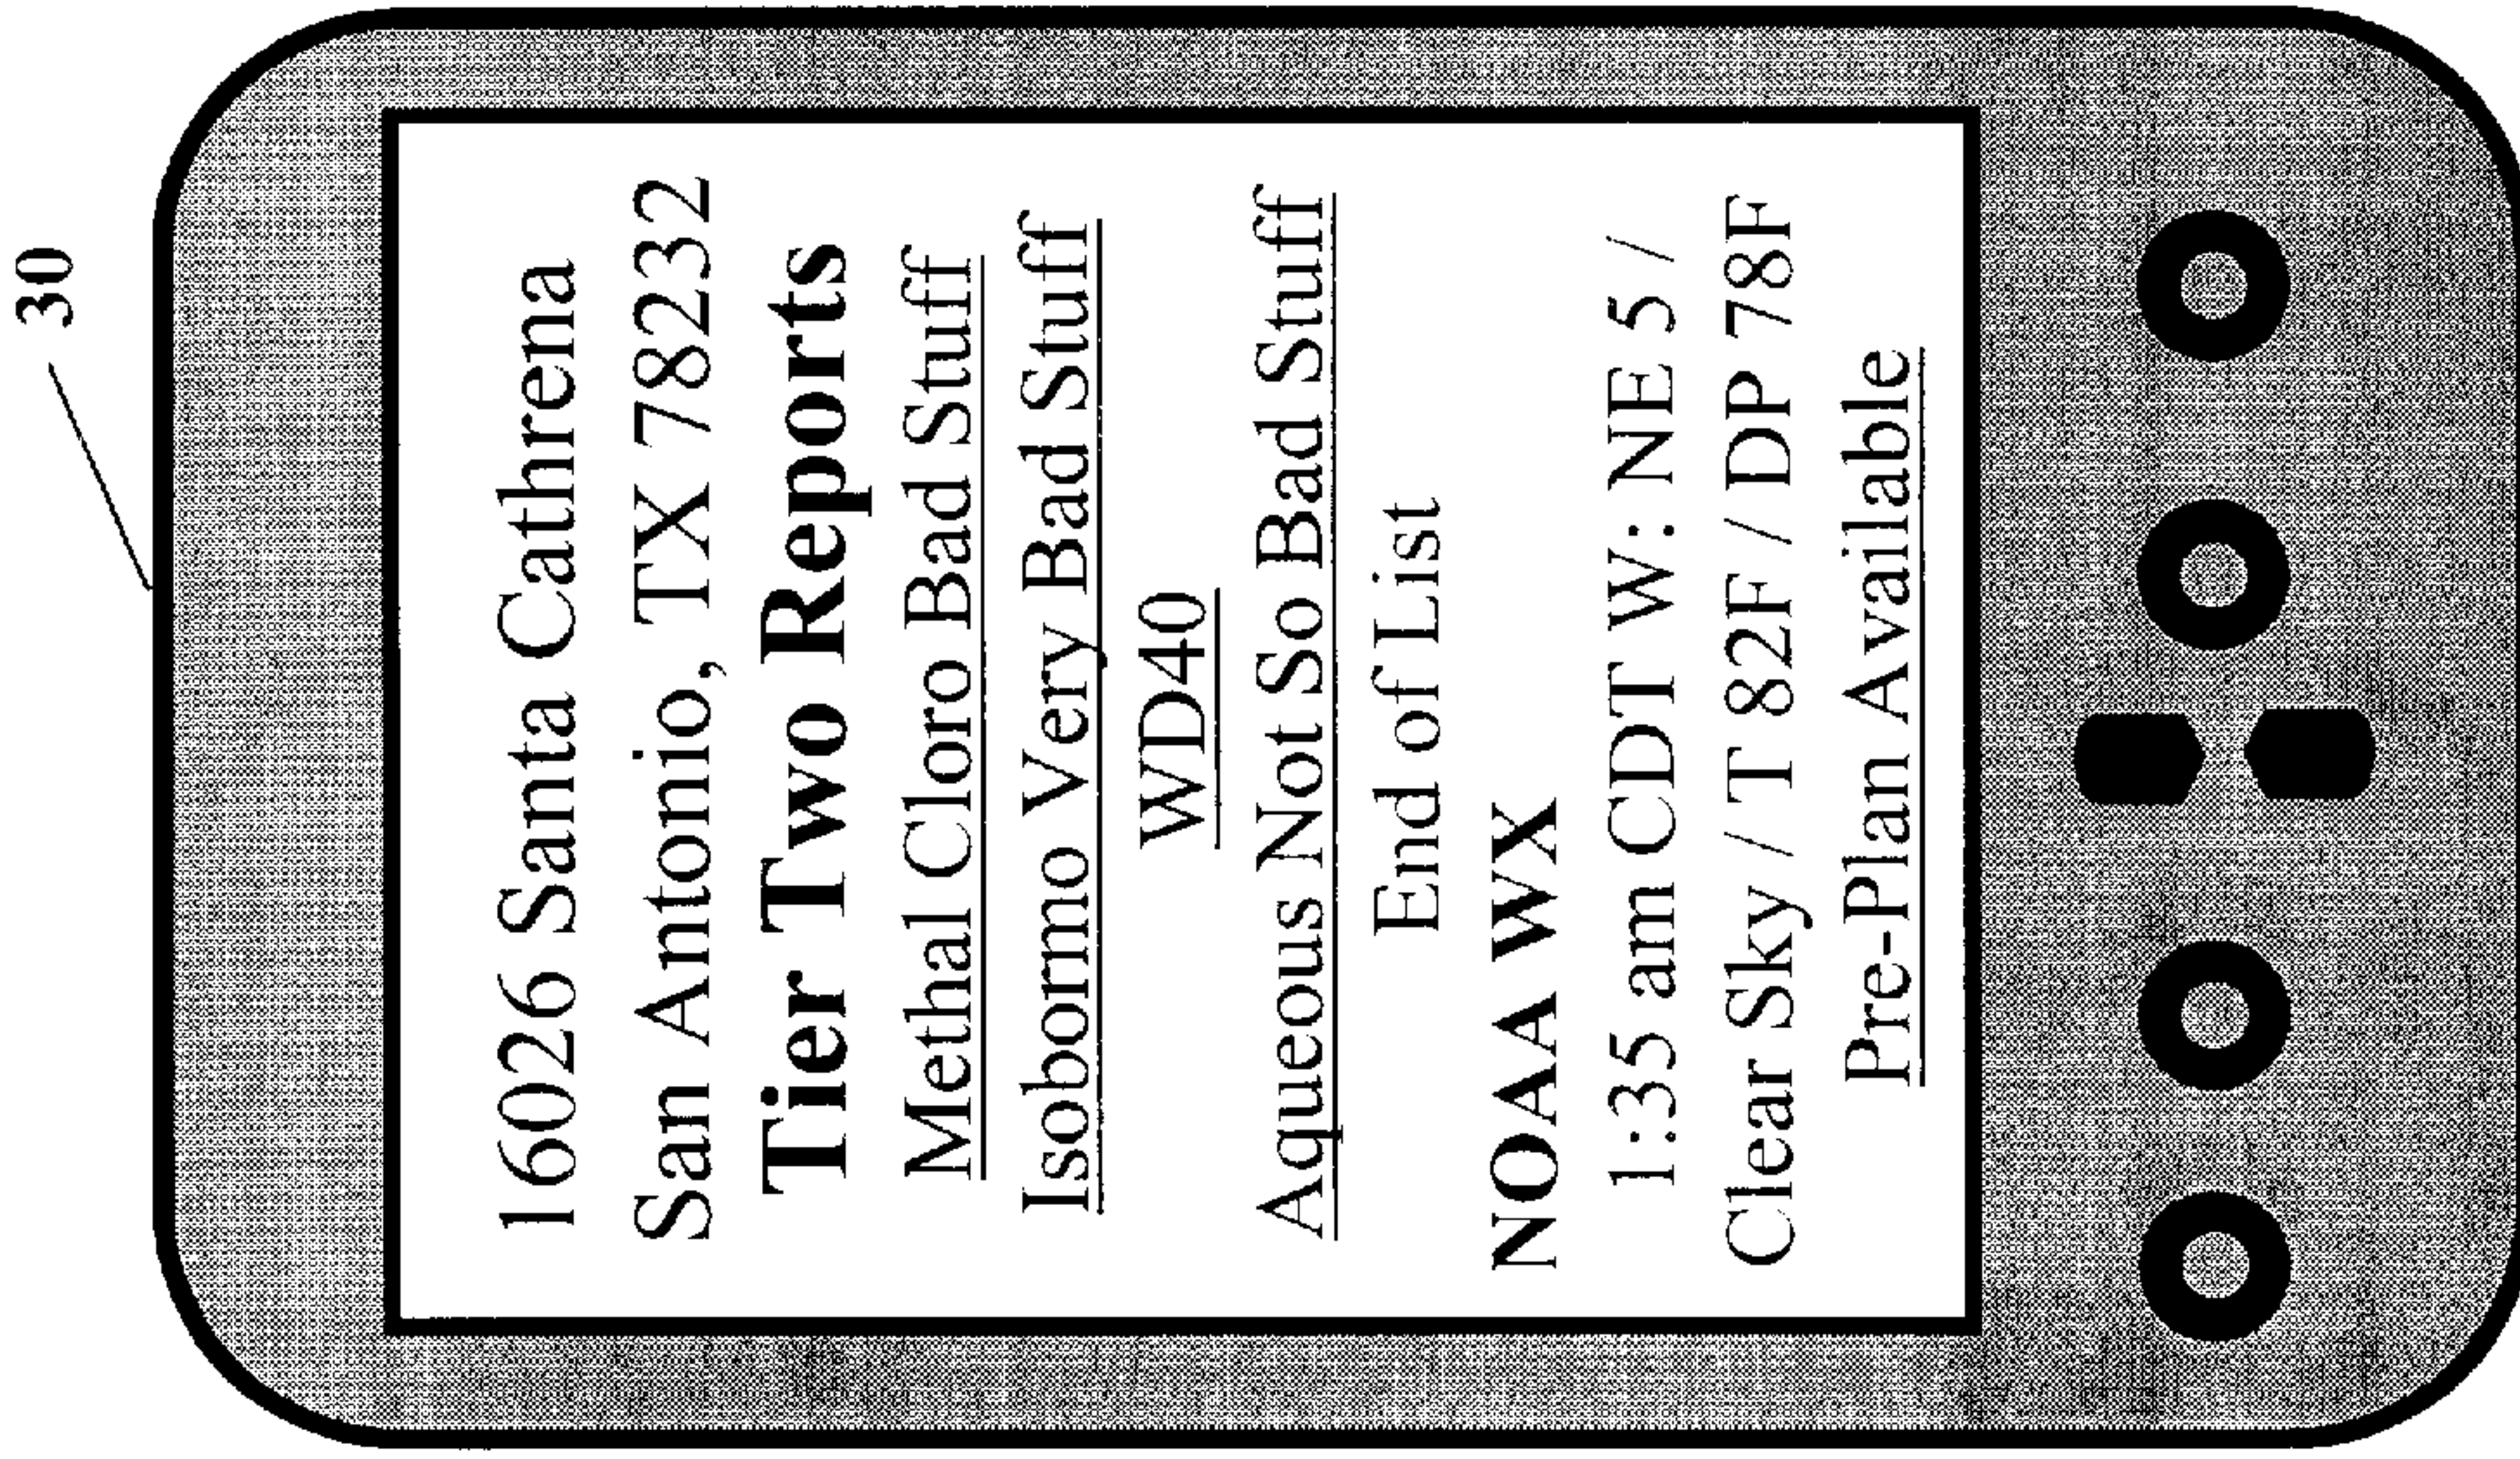 30
16026 Santa Cathrena
San Antonio, TX 78232
Tier Two Reports
Methal Cloro Bad Stuff
Isobormo Very Bad Stuff
WD40
Aqueous Not So Bad Stuff
End of List
NOAA WX
1:35 am CDT W: NE 5 /
Clear Sky / T 82F / DP 78F
Pre-Plan Available